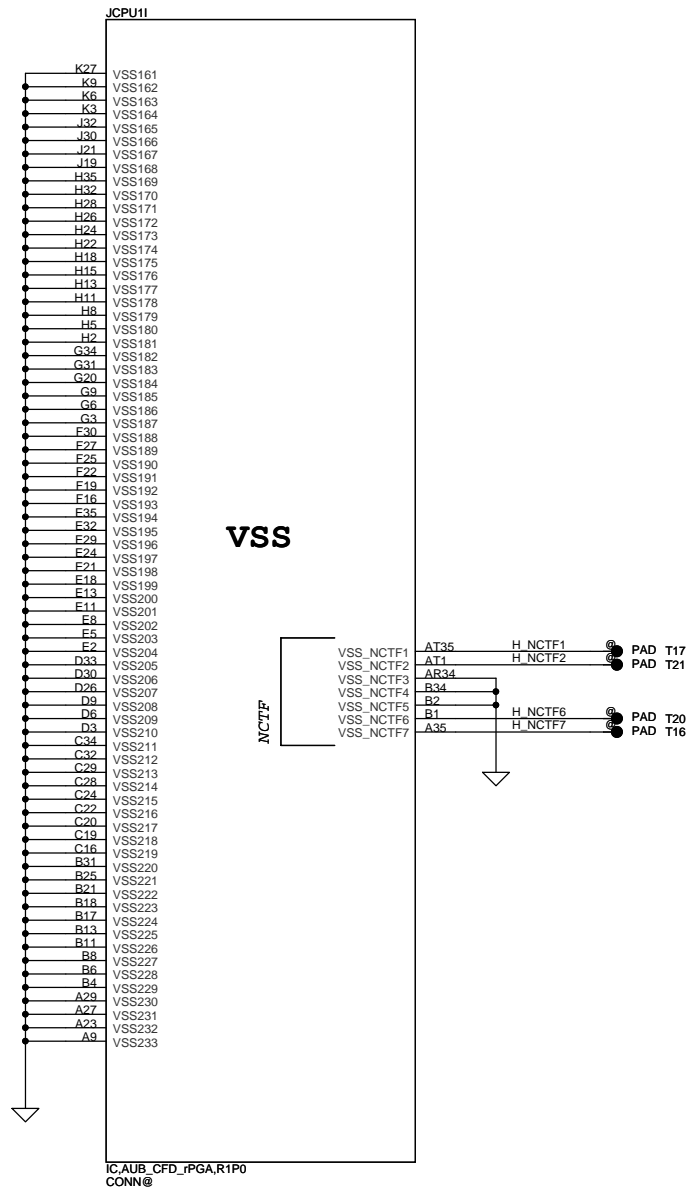 JCPU1I
K27 VSS161
K9 VSS162
K6 VSS163
K3 VSS164
J32 VSS165
J30 VSS166
J21 VSS167
J19 VSS168
H35 VSS169
H32 VSS170
H28 VSS171
H26 VSS172
H24 VSS173
H22 VSS174
H18 VSS175
H15 VSS176
H13 VSS177
H11 VSS178
H8 VSS179
H5 VSS180
H2 VSS181
G34 VSS182
G31 VSS183
G20 VSS184
G9 VSS185
G6 VSS186
G3 VSS187
F30 VSS188
F27 VSS189
F25 VSS190
F22 VSS191
F19 VSS192
F16 VSS193
E35 VSS194
E32 VSS195
E29 VSS196
E24 VSS197
E21 VSS198
E18 VSS199
E13 VSS200
E11 VSS201
E8 VSS202
E5 VSS203
E2 VSS204
D33 VSS205
D30 VSS206
D26 VSS207
D9 VSS208
D6 VSS209
D3 VSS210
C34 VSS211
C32 VSS212
C29 VSS213
C28 VSS214
C24 VSS215
C22 VSS216
C20 VSS217
C19 VSS218
C16 VSS219
B31 VSS220
B25 VSS221
B21 VSS222
B18 VSS223
B17 VSS224
B13 VSS225
B11 VSS226
B8 VSS227
B6 VSS228
B4 VSS229
A29 VSS230
A27 VSS231
A23 VSS232
A9 VSS233
VSS
NCTF
VSS_NCTF1 AT35 H_NCTF1 @ PAD T17
VSS_NCTF2 AT1 H_NCTF2 @ PAD T21
VSS_NCTF3 AR34
VSS_NCTF4 B34
VSS_NCTF5 B2
VSS_NCTF6 B1 H_NCTF6 @ PAD T20
VSS_NCTF7 A35 H_NCTF7 @ PAD T16
IC,AUB_CFD_rPGA,R1P0
CONN@